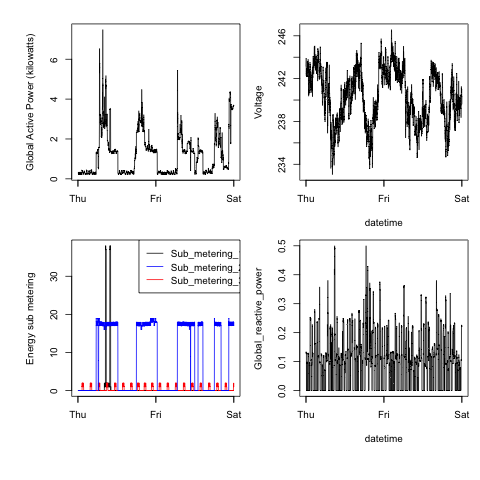 Global Active Power (kilowatts)
0 2 4 6
Thu Fri Sat
Voltage
234 238 242 246
Thu Fri Sat
datetime
Energy sub metering
0 10 20 30
Sub_metering_
Sub_metering_
Sub_metering_
Thu Fri Sat
Global_reactive_power
0.0 0.1 0.2 0.3 0.4 0.5
Thu Fri Sat
datetime